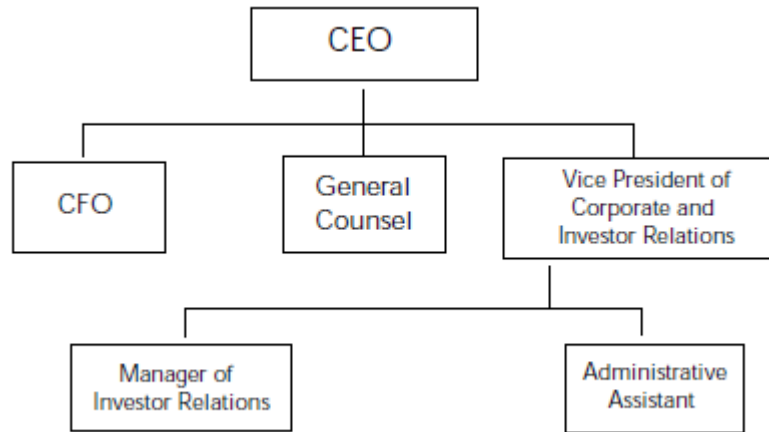 CEO
CFO
General
Counsel
Vice President of
Corporate and
Investor Relations
Manager of
Investor Relations
Administrative
Assistant